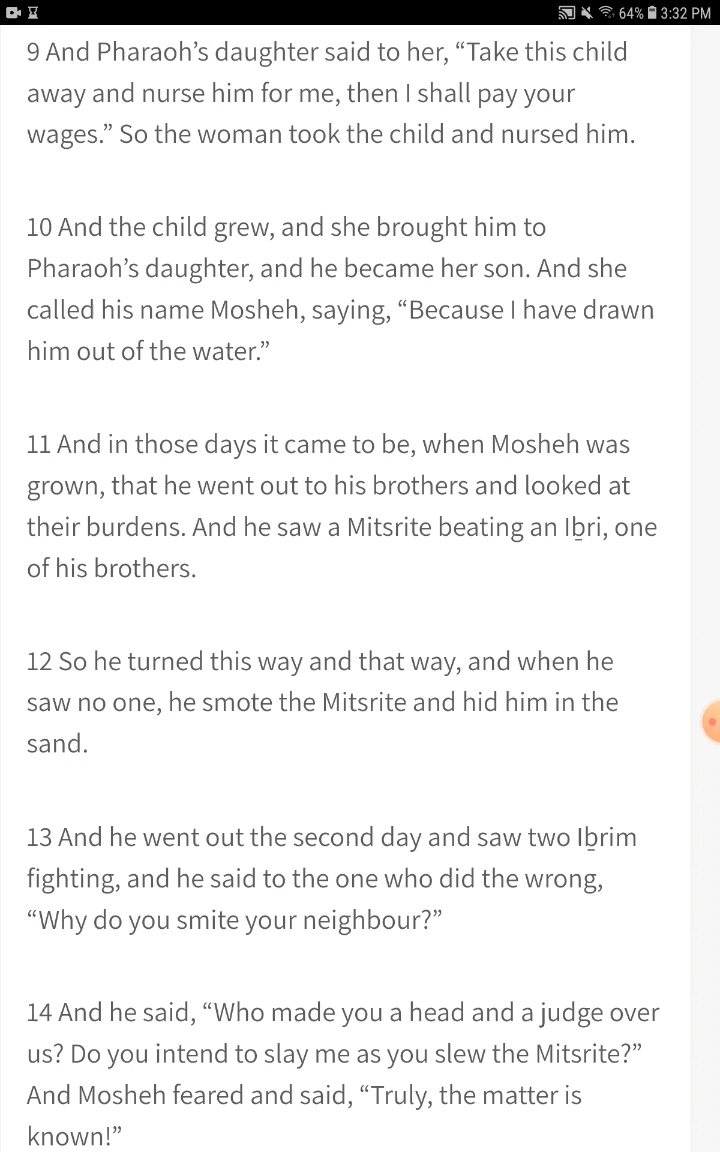 64% 3:32 PM
9 And Pharaoh’s daughter said to her, “Take this child
away and nurse him for me, then I shall pay your
wages.” So the woman took the child and nursed him.
10 And the child grew, and she brought him to
Pharaoh’s daughter, and he became her son. And she
called his name Mosheh, saying, “Because I have drawn
him out of the water.”
11 And in those days it came to be, when Mosheh was
grown, that he went out to his brothers and looked at
their burdens. And he saw a Mitsrite beating an Iḇri, one
of his brothers.
12 So he turned this way and that way, and when he
saw no one, he smote the Mitsrite and hid him in the
sand.
13 And he went out the second day and saw two Iḇrim
fighting, and he said to the one who did the wrong,
“Why do you smite your neighbour?”
14 And he said, “Who made you a head and a judge over
us? Do you intend to slay me as you slew the Mitsrite?”
And Mosheh feared and said, “Truly, the matter is
known!”